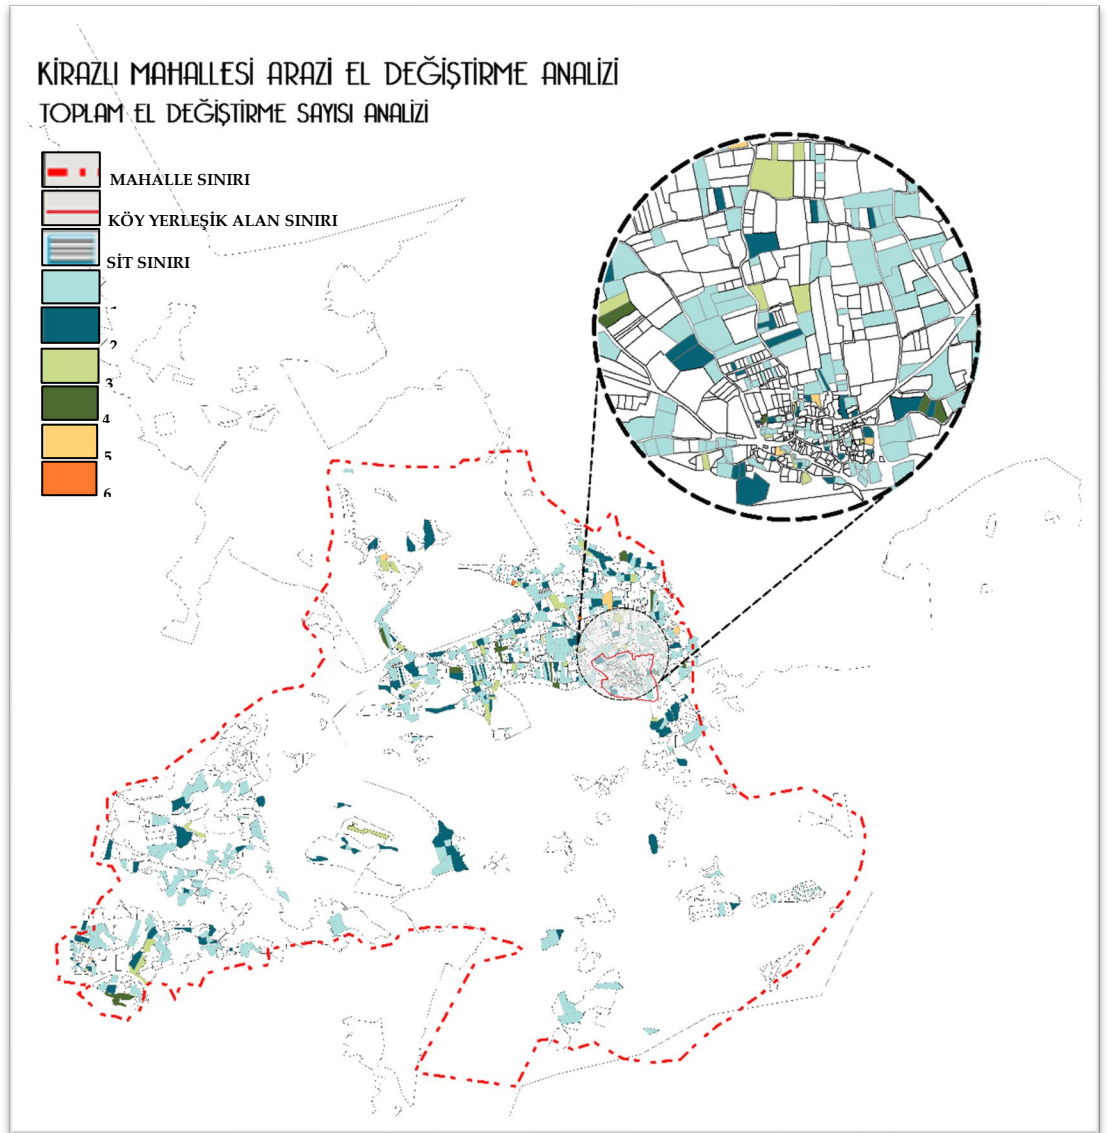 KİRAZLI MAHALLESİ ARAZİ EL DEĞİŞTİRME ANALİZİ
TOPLAM EL DEĞİŞTİRME SAYISI ANALİZİ
MAHALLE SINIRI
KÖY YERLEŞİK ALAN SINIRI
SİT SINIRI
2
3
4
5
6